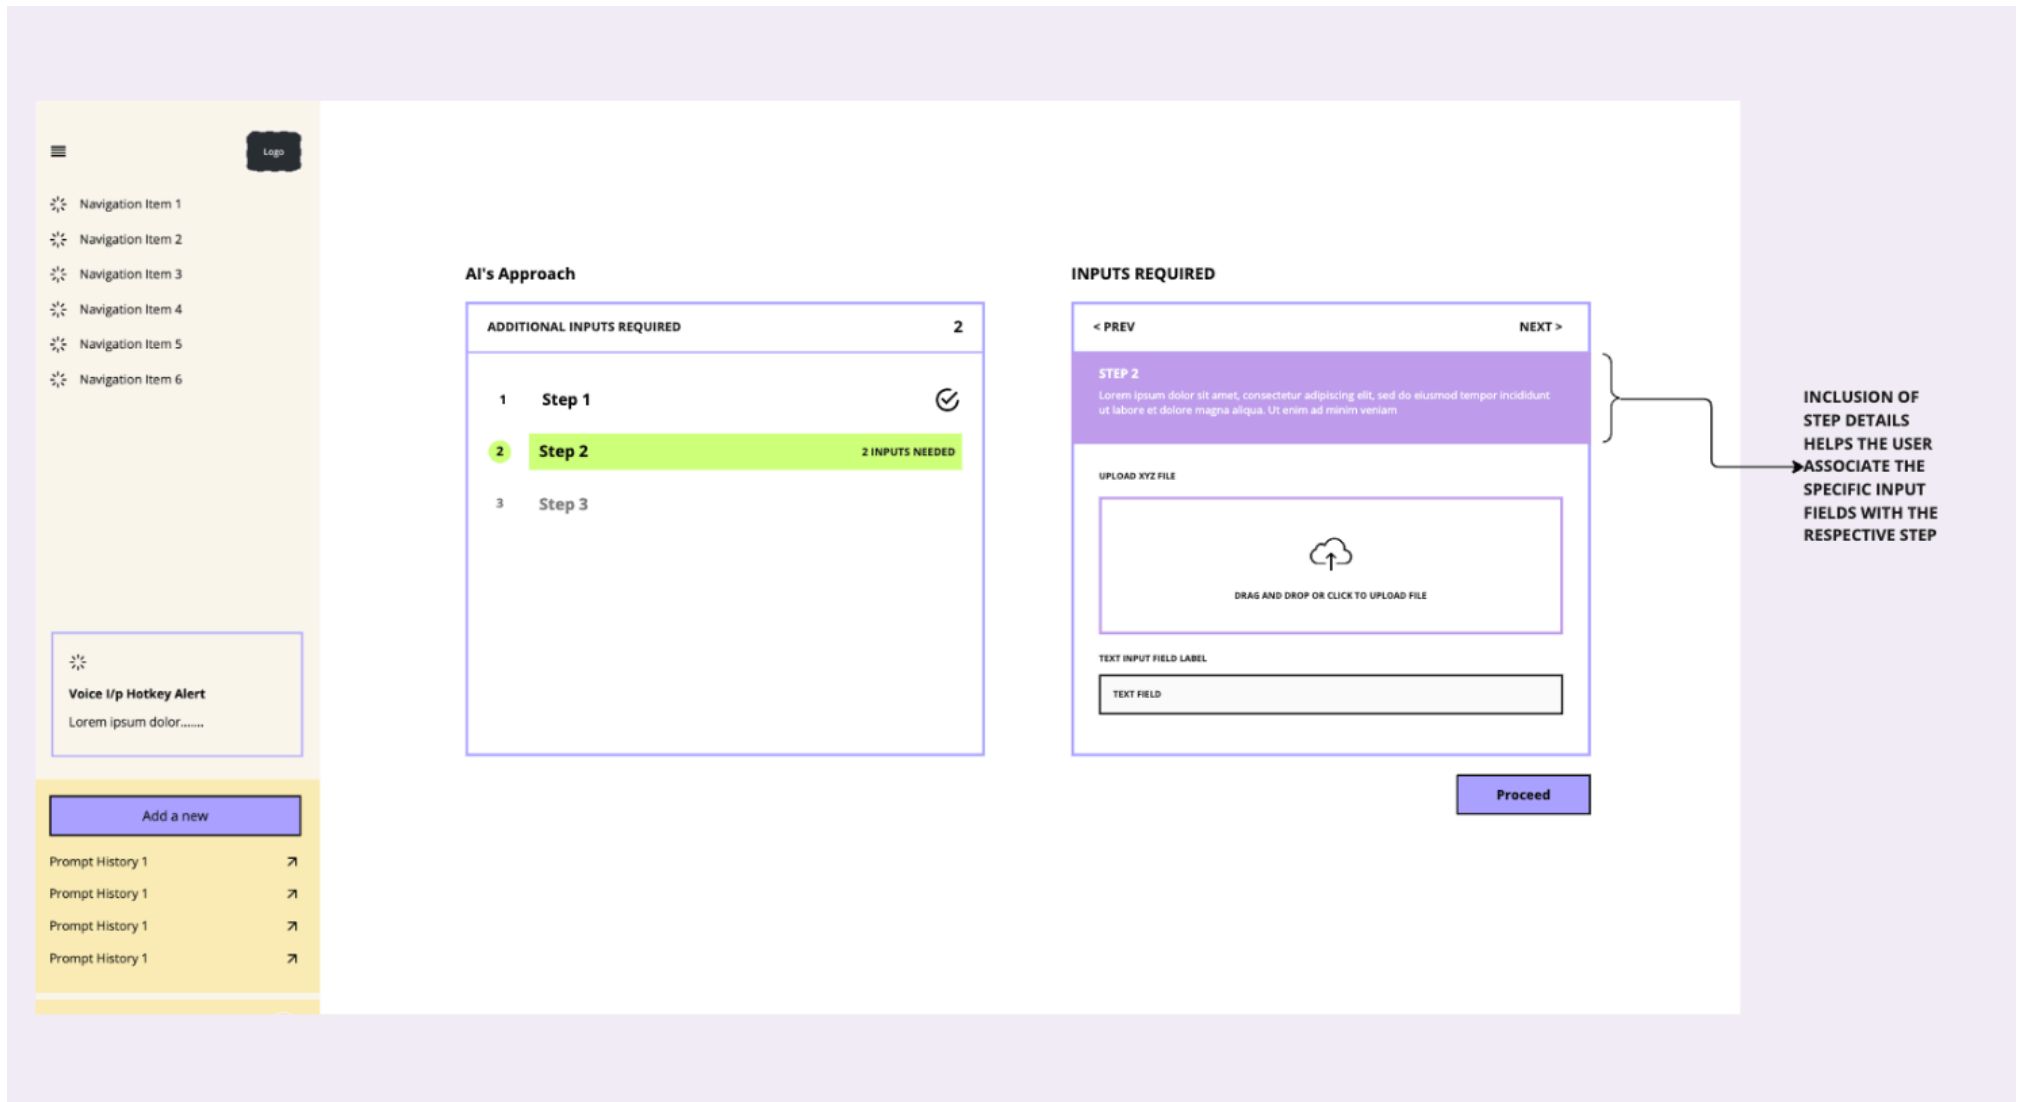 Logo
Navigation Item 1
Navigation Item 2
Navigation Item 3
Navigation Item 4
Navigation Item 5
Navigation Item 6
Voice I/p Hotkey Alert
Lorem ipsum dolor.......
Add a new
Prompt History 1
Prompt History 1
Prompt History 1
Prompt History 1
AI's Approach
ADDITIONAL INPUTS REQUIRED 2
1 Step 1
2 Step 2 2 INPUTS NEEDED
3 Step 3
INPUTS REQUIRED
< PREV NEXT >
STEP 2
Lorem ipsum dolor sit amet, consectetur adipiscing elit, sed do eiusmod tempor incididunt
ut labore et dolore magna aliqua. Ut enim ad minim veniam
UPLOAD XYZ FILE
DRAG AND DROP OR CLICK TO UPLOAD FILE
TEXT INPUT FIELD LABEL
TEXT FIELD
Proceed
INCLUSION OF
STEP DETAILS
HELPS THE USER
ASSOCIATE THE
SPECIFIC INPUT
FIELDS WITH THE
RESPECTIVE STEP